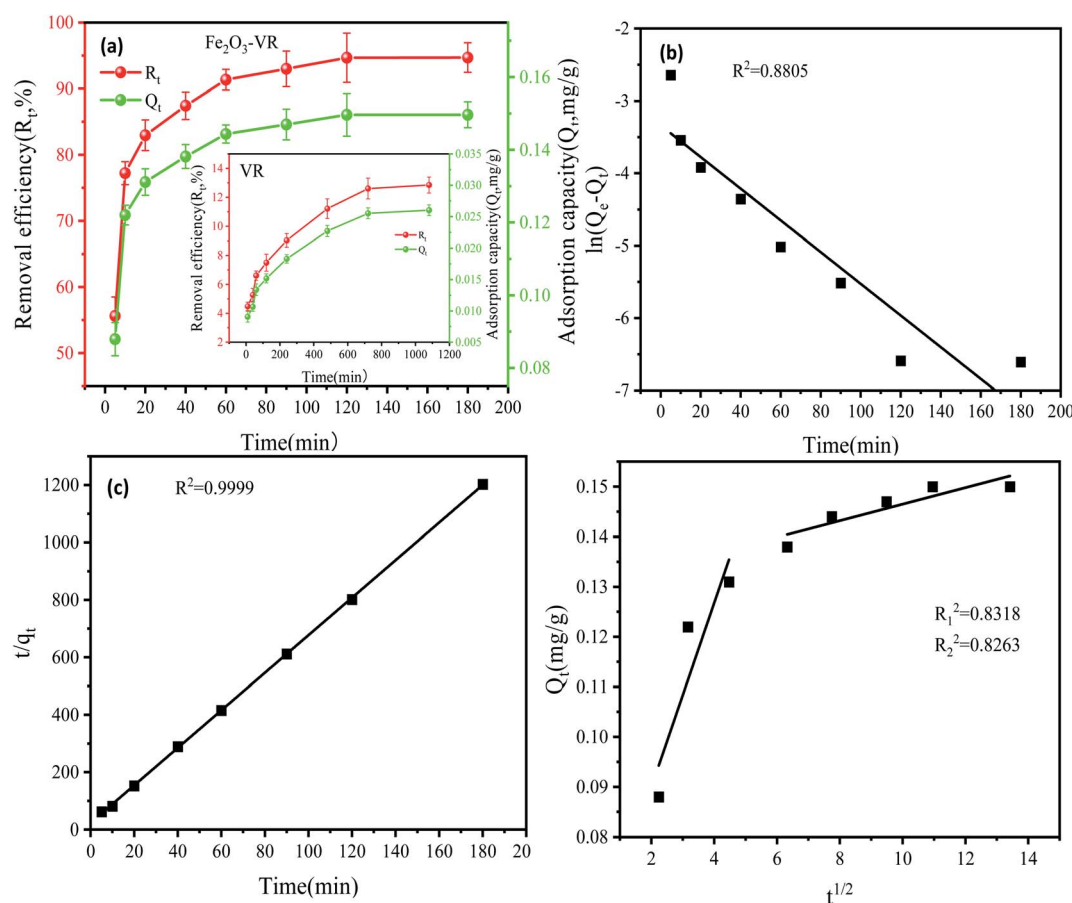 (a)
Fe₂O₃-VR
Rₜ
Qₜ
Removal efficiency(Rₜ,%)
100
90
80
70
60
50
Adsorption capacity(Qₜ,mg/g)
0.16
0.14
0.12
0.10
0.08
0 20 40 60 80 100 120 140 160 180 200
Time(min)
VR
Removal efficiency(Rₜ,%)
14
12
10
8
6
4
2
Rₜ
Qₜ
Adsorption capacity(Qₜ,mg/g)
0.035
0.030
0.025
0.020
0.015
0.010
0.005
0 200 400 600 800 1000 1200
Time(min)
(b)
R²=0.8805
ln(Qₑ-Qₜ)
-2
-3
-4
-5
-6
-7
0 20 40 60 80 100 120 140 160 180 200
Time(min)
(c)
R²=0.9999
t/qₜ
1200
1000
800
600
400
200
0
0 20 40 60 80 100 120 140 160 180 20
Time(min)
Qₜ(mg/g)
0.15
0.14
0.13
0.12
0.11
0.10
0.09
0.08
R₁²=0.8318
R₂²=0.8263
2 4 6 8 10 12 14
t^1/2